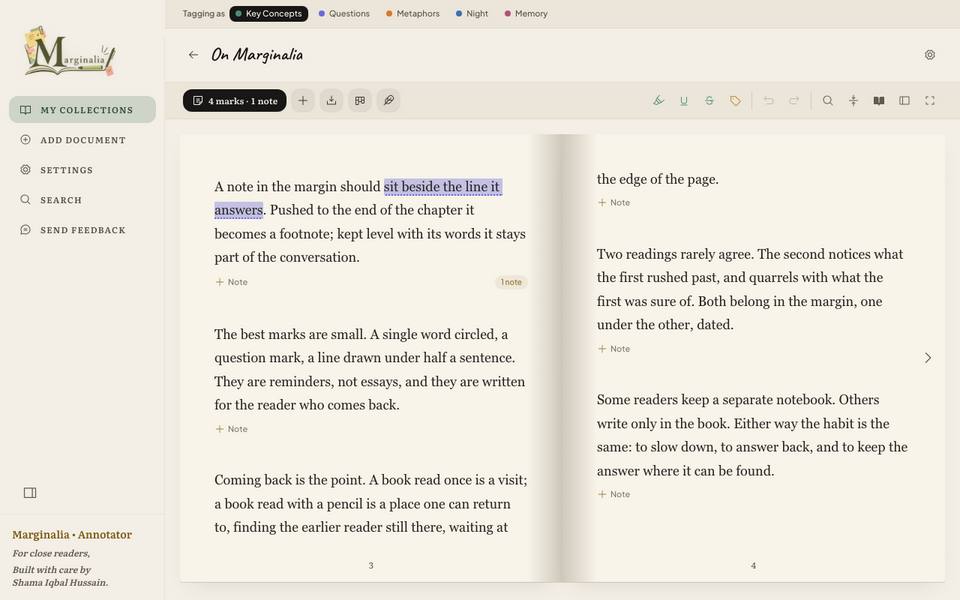 Marginalia
MY COLLECTIONS
ADD DOCUMENT
SETTINGS
SEARCH
SEND FEEDBACK
Marginalia • Annotator
For close readers,
Built with care by
Shama Iqbal Hussain.
Tagging as Key Concepts Questions Metaphors Night Memory
On Marginalia
4 marks · 1 note
A note in the margin should sit beside the line it
answers. Pushed to the end of the chapter it
becomes a footnote; kept level with its words it stays
part of the conversation.
+ Note 1 note
The best marks are small. A single word circled, a
question mark, a line drawn under half a sentence.
They are reminders, not essays, and they are written
for the reader who comes back.
+ Note
Coming back is the point. A book read once is a visit;
a book read with a pencil is a place one can return
to, finding the earlier reader still there, waiting at
3
the edge of the page.
+ Note
Two readings rarely agree. The second notices what
the first rushed past, and quarrels with what the
first was sure of. Both belong in the margin, one
under the other, dated.
+ Note
Some readers keep a separate notebook. Others
write only in the book. Either way the habit is the
same: to slow down, to answer back, and to keep the
answer where it can be found.
+ Note
4